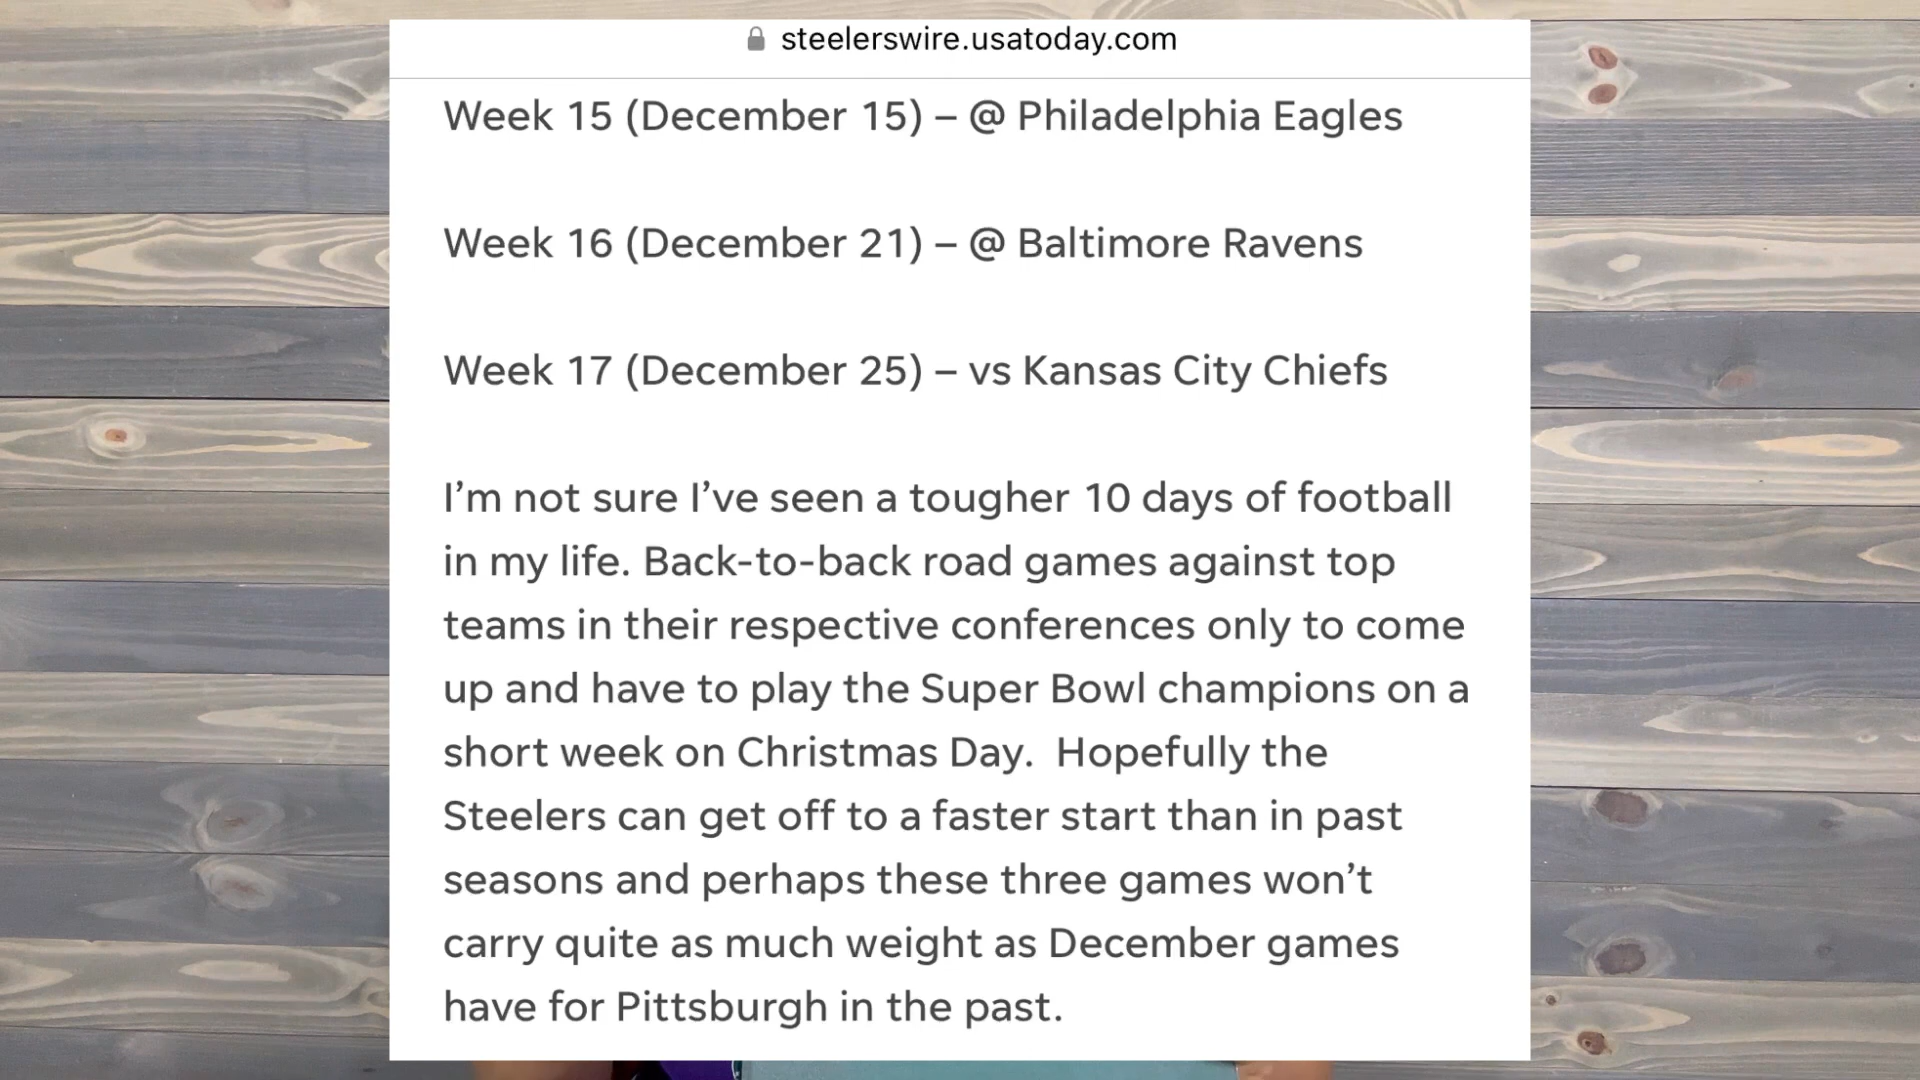 steelerswire.usatoday.com
Week 15 (December 15) – @ Philadelphia Eagles
Week 16 (December 21) – @ Baltimore Ravens
Week 17 (December 25) – vs Kansas City Chiefs
I’m not sure I’ve seen a tougher 10 days of football
in my life. Back-to-back road games against top
teams in their respective conferences only to come
up and have to play the Super Bowl champions on a
short week on Christmas Day.  Hopefully the
Steelers can get off to a faster start than in past
seasons and perhaps these three games won’t
carry quite as much weight as December games
have for Pittsburgh in the past.